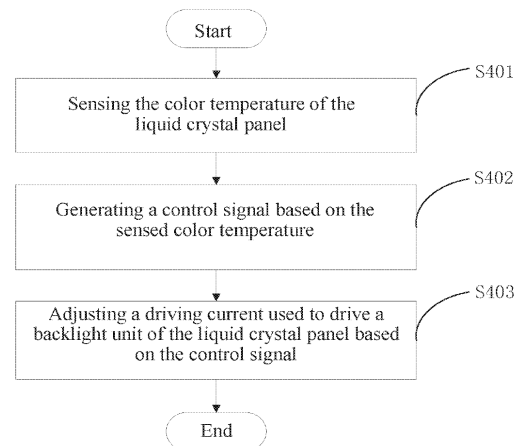 Start
S401
Sensing the color temperature of the
liquid crystal panel
S402
Generating a control signal based on the
sensed color temperature
S403
Adjusting a driving current used to drive a
backlight unit of the liquid crystal panel based
on the control signal
End